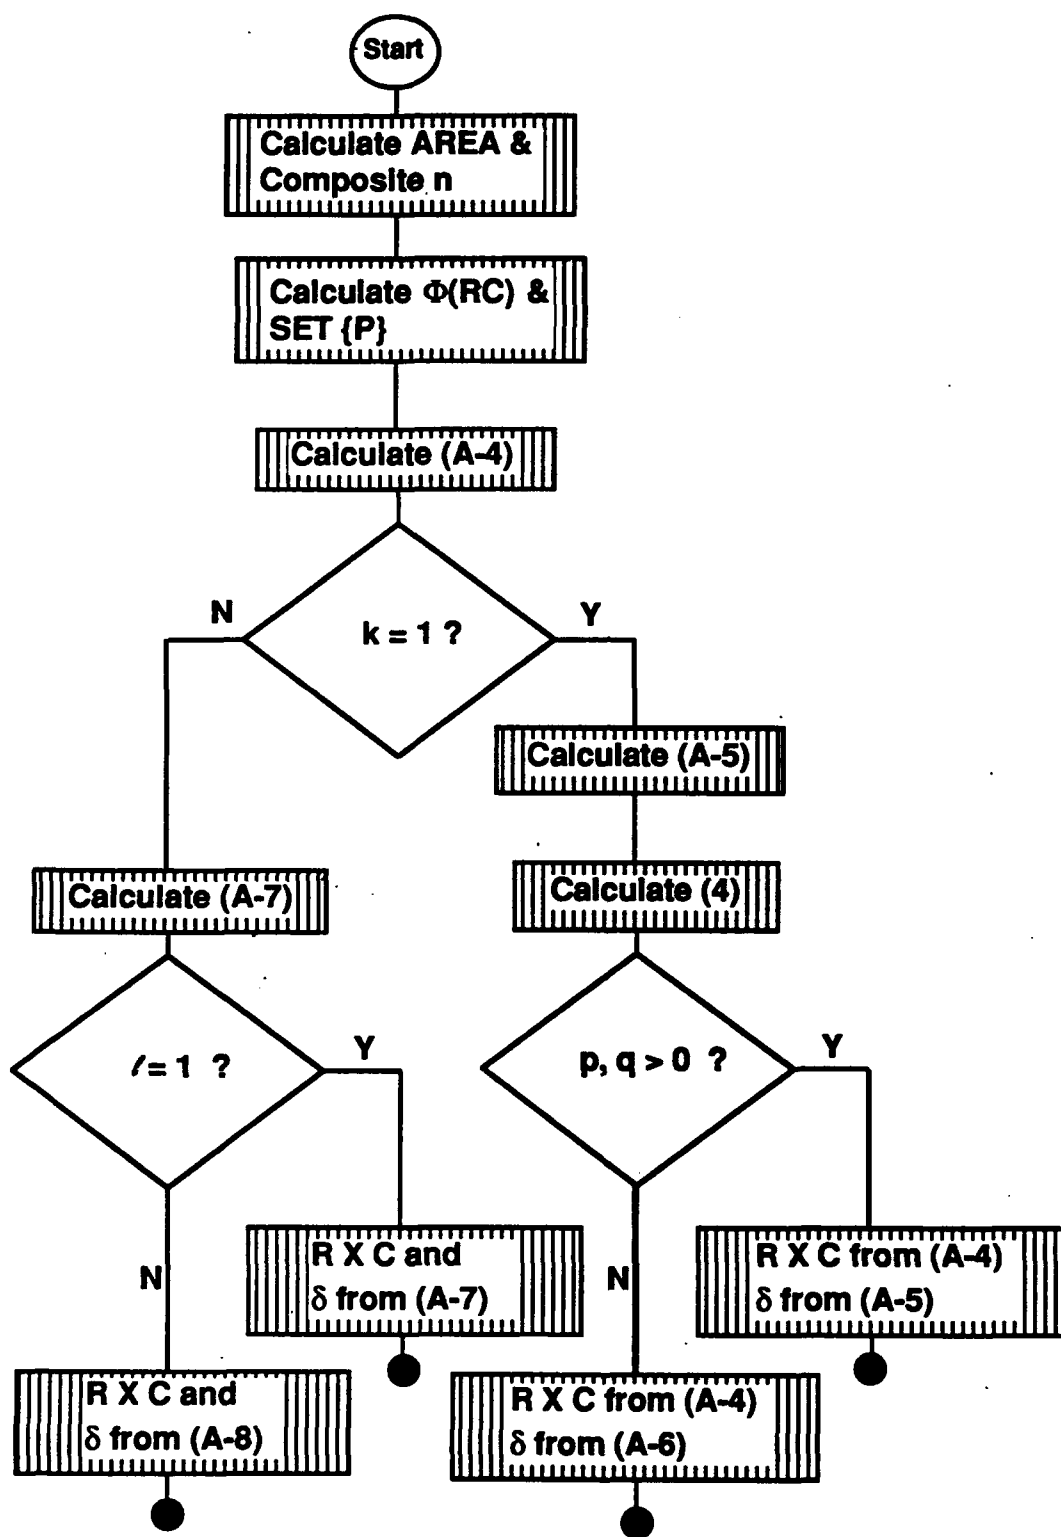 Start
Calculate AREA &
Composite n
Calculate Φ(RC) &
SET {P}
Calculate (A-4)
N
k = 1 ?
Y
Calculate (A-5)
Calculate (A-7)
Calculate (4)
ℓ = 1 ?
Y
p, q > 0 ?
Y
N
R X C and
δ from (A-7)
N
R X C from (A-4)
δ from (A-5)
R X C and
δ from (A-8)
R X C from (A-4)
δ from (A-6)